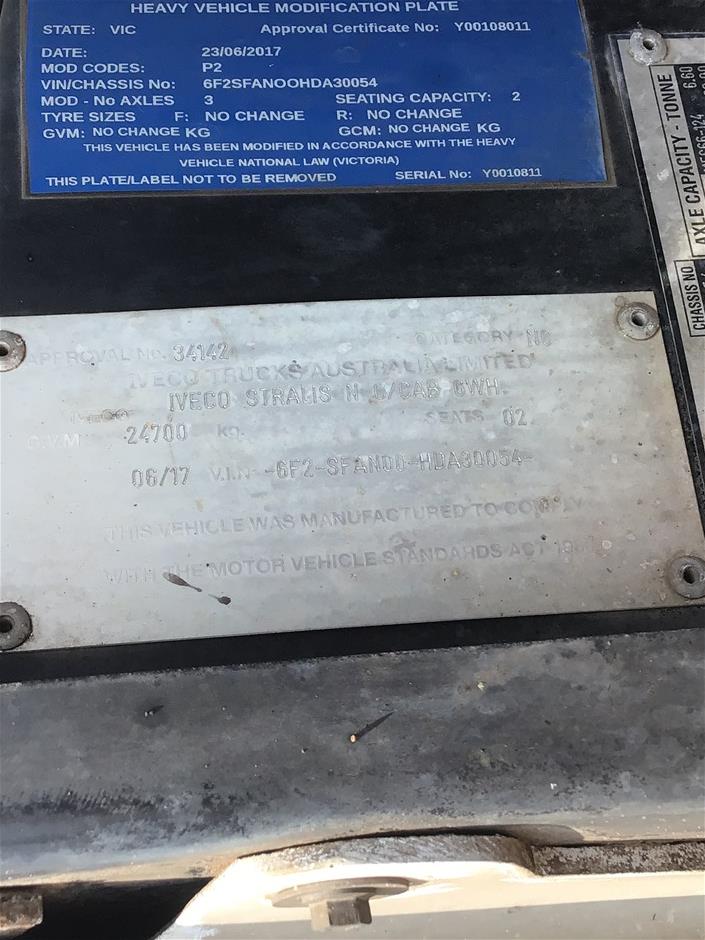 HEAVY VEHICLE MODIFICATION PLATE
STATE: VIC Approval Certificate No: Y00108011
DATE: 23/06/2017
MOD CODES: P2
VIN/CHASSIS No: 6F2SFANOOHDA30054
MOD - No AXLES 3 SEATING CAPACITY: 2
TYRE SIZES F: NO CHANGE R: NO CHANGE
GVM: NO CHANGE KG GCM: NO CHANGE KG
THIS VEHICLE HAS BEEN MODIFIED IN ACCORDANCE WITH THE HEAVY
VEHICLE NATIONAL LAW (VICTORIA)
THIS PLATE/LABEL NOT TO BE REMOVED SERIAL No: Y0010811
APPROVAL No. 34142 CATEGORY NC
IVECO TRUCKS AUSTRALIA LIMITED
IVECO STRALIS N C/CAB 6WH.
IVECO SEATS 02
G.V.M 24700 KG.
06/17 V.I.N- -6F2-SFAN00-HDA30054-
THIS VEHICLE WAS MANUFACTURED TO COMPLY
WITH THE MOTOR VEHICLE STANDARDS ACT
AXLE CAPACITY - TONNE
6.60
CHASSIS NO